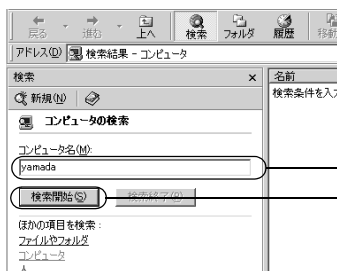 戻る 進む 上へ 検索 フォルダ 履歴 移動
アドレス(D) 検索結果 - コンピュータ
検索 × 名前
新規(N) 検索条件を入
コンピュータの検索
コンピュータ名(M):
yamada
検索開始(S) 検索終了(P)
ほかの項目を検索 :
ファイルやフォルダ
コンピュータ
人